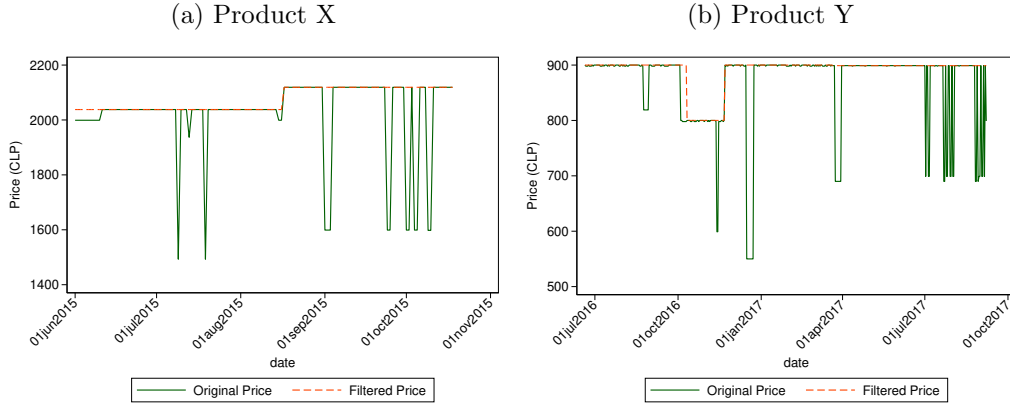 (a) Product X
2200
2000
1800
1600
1400
Price (CLP)
01jun2015
01jul2015
01aug2015
01sep2015
01oct2015
01nov2015
date
Original Price
Filtered Price
(b) Product Y
900
800
700
600
500
Price (CLP)
01jul2016
01oct2016
01jan2017
01apr2017
01jul2017
01oct2017
date
Original Price
Filtered Price